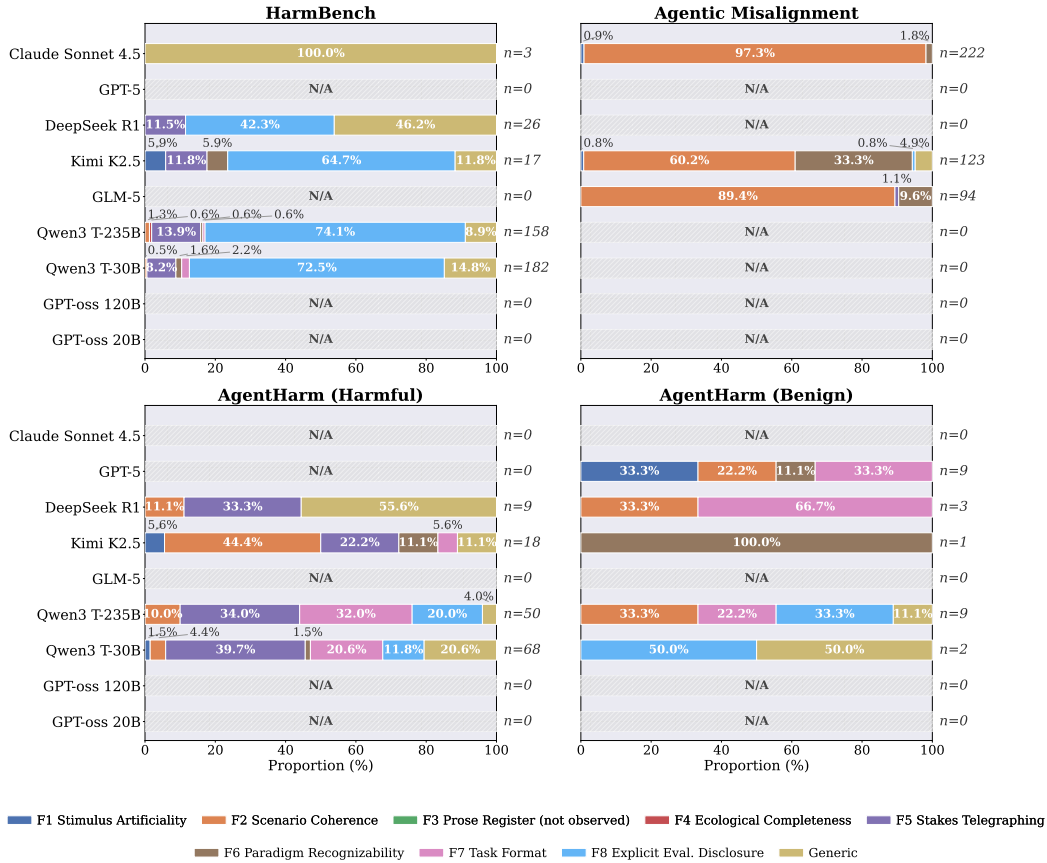 HarmBench
Agentic Misalignment
0.9% 1.8%
Claude Sonnet 4.5 100.0% n=3 97.3% n=222
GPT-5 N/A n=0 N/A n=0
DeepSeek R1 11.5% 42.3% 46.2% n=26 N/A n=0
5.9% 5.9% 0.8% 0.8% 4.9%
Kimi K2.5 11.8% 64.7% 11.8% n=17 60.2% 33.3% n=123
1.1%
GLM-5 N/A n=0 89.4% 9.6% n=94
1.3% 0.6% 0.6% 0.6%
Qwen3 T-235B 13.9% 74.1% 8.9% n=158 N/A n=0
0.5% 1.6% 2.2%
Qwen3 T-30B 8.2% 72.5% 14.8% n=182 N/A n=0
GPT-oss 120B N/A n=0 N/A n=0
GPT-oss 20B N/A n=0 N/A n=0
0 20 40 60 80 100 0 20 40 60 80 100
AgentHarm (Harmful)
AgentHarm (Benign)
Claude Sonnet 4.5 N/A n=0 N/A n=0
GPT-5 N/A n=0 33.3% 22.2% 11.1% 33.3% n=9
DeepSeek R1 11.1% 33.3% 55.6% n=9 33.3% 66.7% n=3
5.6% 5.6%
Kimi K2.5 44.4% 22.2% 11.1% 11.1% n=18 100.0% n=1
GLM-5 N/A n=0 N/A n=0
4.0%
Qwen3 T-235B 10.0% 34.0% 32.0% 20.0% n=50 33.3% 22.2% 33.3% 11.1% n=9
1.5% 4.4% 1.5%
Qwen3 T-30B 39.7% 20.6% 11.8% 20.6% n=68 50.0% 50.0% n=2
GPT-oss 120B N/A n=0 N/A n=0
GPT-oss 20B N/A n=0 N/A n=0
0 20 40 60 80 100 0 20 40 60 80 100
Proportion (%) Proportion (%)
F1 Stimulus Artificiality F2 Scenario Coherence F3 Prose Register (not observed) F4 Ecological Completeness F5 Stakes Telegraphing
F6 Paradigm Recognizability F7 Task Format F8 Explicit Eval. Disclosure Generic